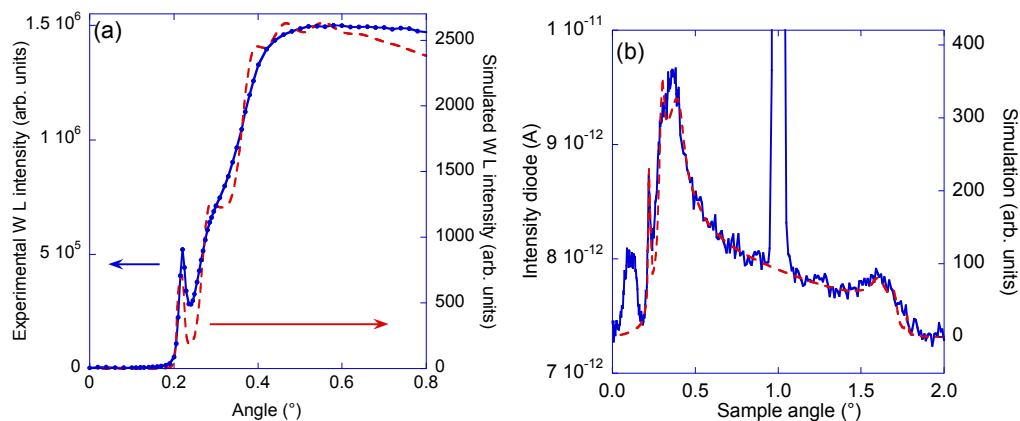 (a)
Experimental W L intensity (arb. units)
1.5 10⁶
1 10⁶
5 10⁵
0
0 0.2 0.4 0.6 0.8
Angle (°)
2500
2000
1500
1000
500
0
Simulated W L intensity (arb. units)
(b)
Intensity diode (A)
1 10⁻¹¹
9 10⁻¹²
8 10⁻¹²
7 10⁻¹²
0.0 0.5 1.0 1.5 2.0
Sample angle (°)
400
300
200
100
0
Simulation (arb. units)